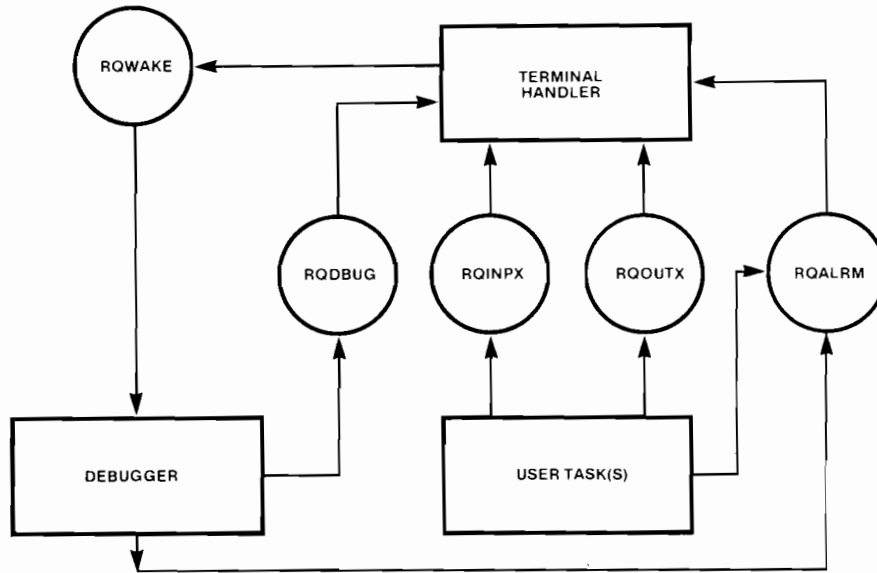 RQWAKE
TERMINAL
HANDLER
RQDBUG
RQINPX
RQOUTX
RQALRM
DEBUGGER
USER TASK(S)